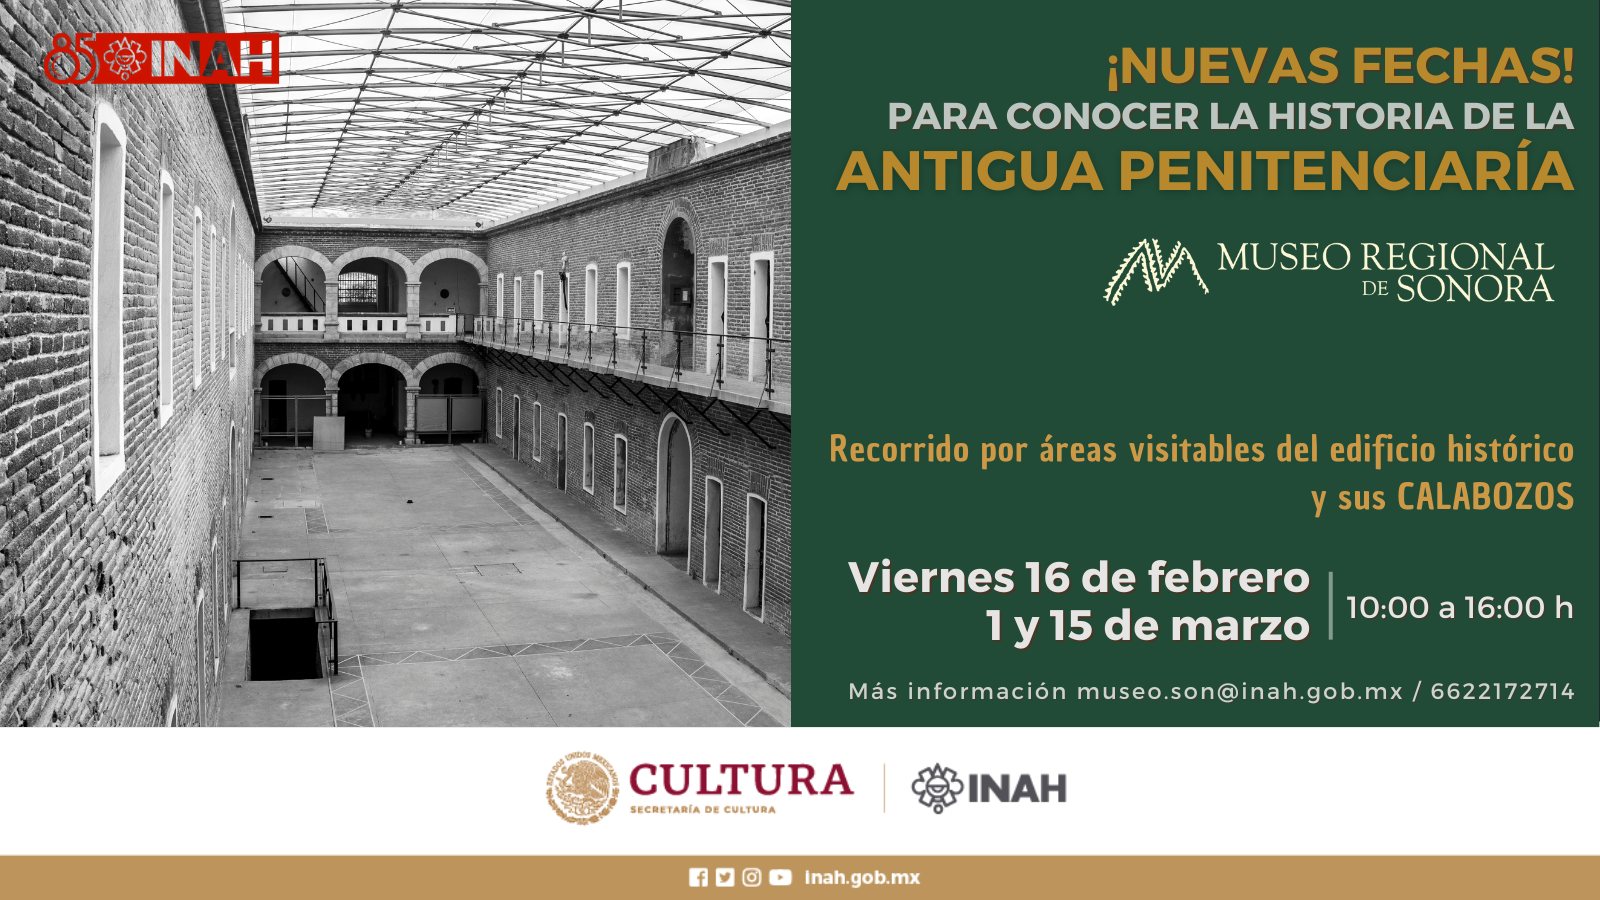 85 INAH
¡NUEVAS FECHAS!
PARA CONOCER LA HISTORIA DE LA
ANTIGUA PENITENCIARÍA
MUSEO REGIONAL
DE SONORA
Recorrido por áreas visitables del edificio histórico
y sus CALABOZOS
Viernes 16 de febrero
1 y 15 de marzo
10:00 a 16:00 h
Más información museo.son@inah.gob.mx / 6622172714
ESTADOS UNIDOS MEXICANOS
CULTURA
SECRETARÍA DE CULTURA
INAH
inah.gob.mx